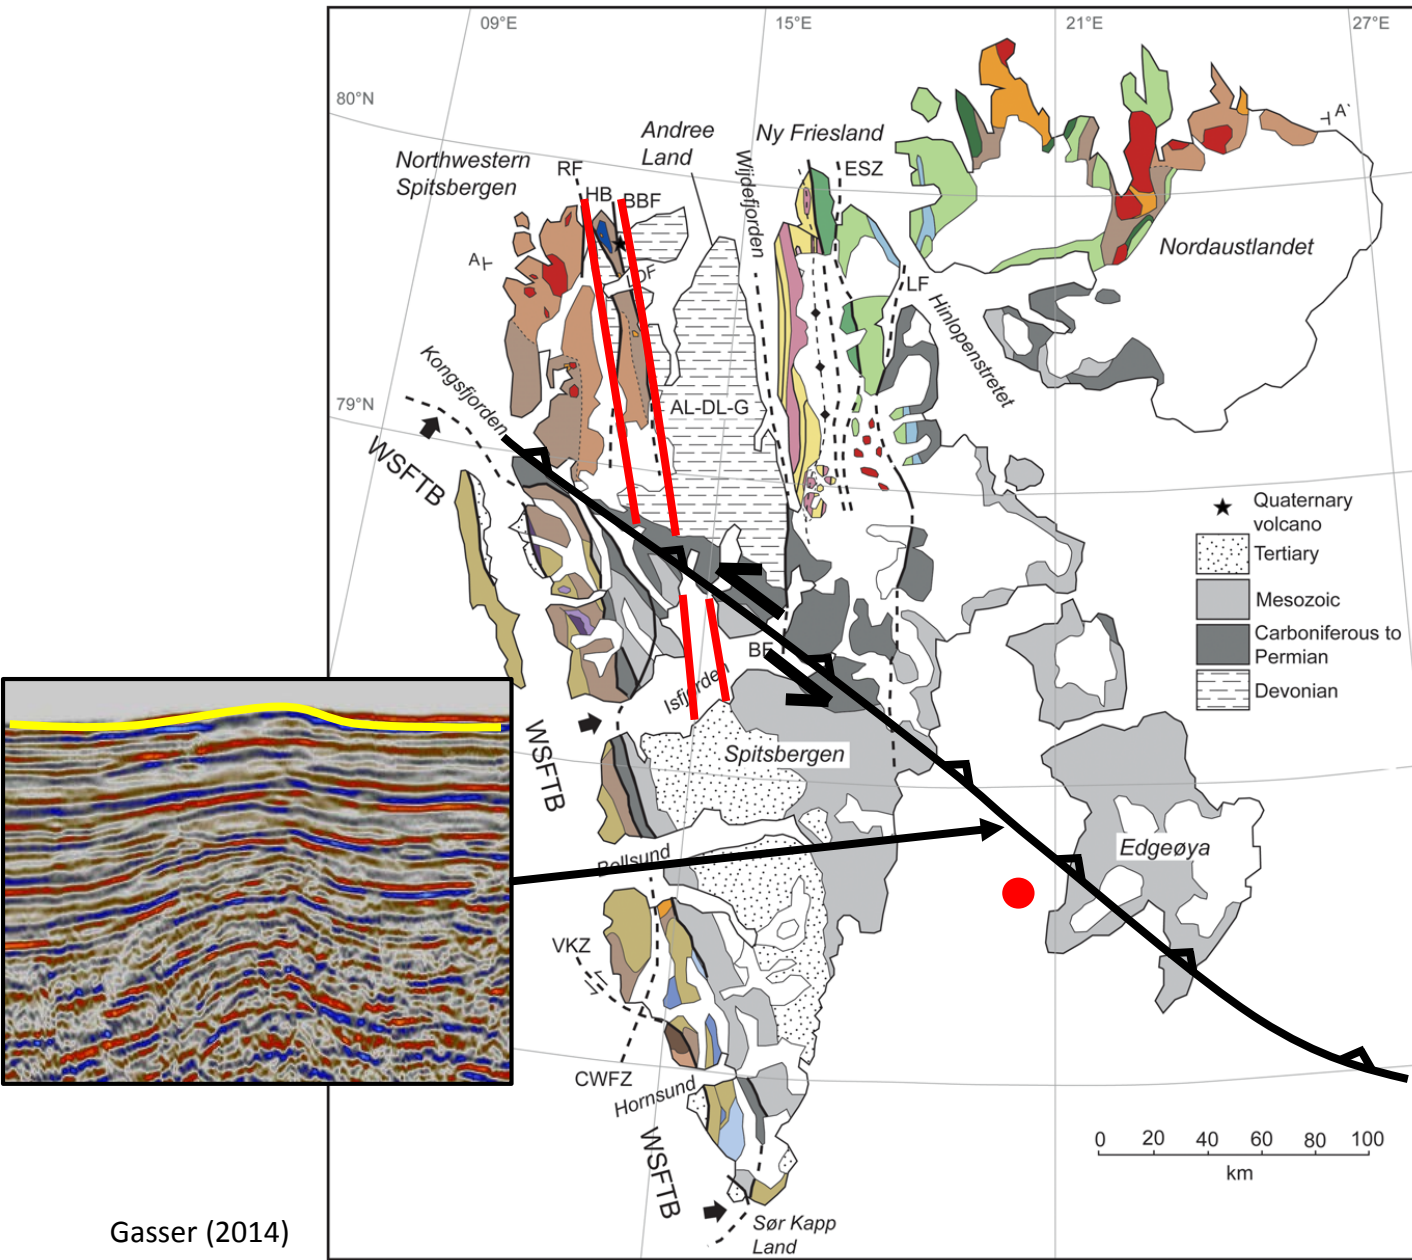 09°E
15°E
21°E
27°E
80°N
A`
Andree
Land
Ny Friesland
Northwestern
Spitsbergen
RF
Wijdefjorden
ESZ
HB
BBF
Nordaustlandet
A
LF
Hinlopenstretet
Kongsfjorden
79°N
AL-DL-G
WSFTB
Quaternary
volcano
Tertiary
Mesozoic
Carboniferous to
Permian
Devonian
BF
Isfjorden
WSFTB
Spitsbergen
Edgeøya
Bellsund
VKZ
CWFZ
Hornsund
WSFTB
0 20 40 60 80 100
km
Sør Kapp
Land
Gasser (2014)